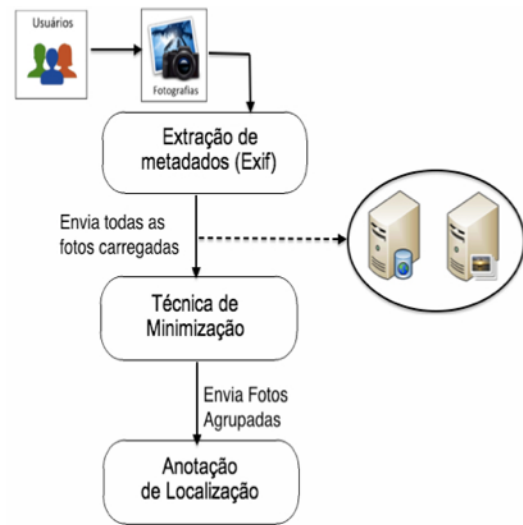 Usuários
Fotografias
Extração de
metadados (Exif)
Envia todas as
fotos carregadas
Técnica de
Minimização
Envia Fotos
Agrupadas
Anotação
de Localização